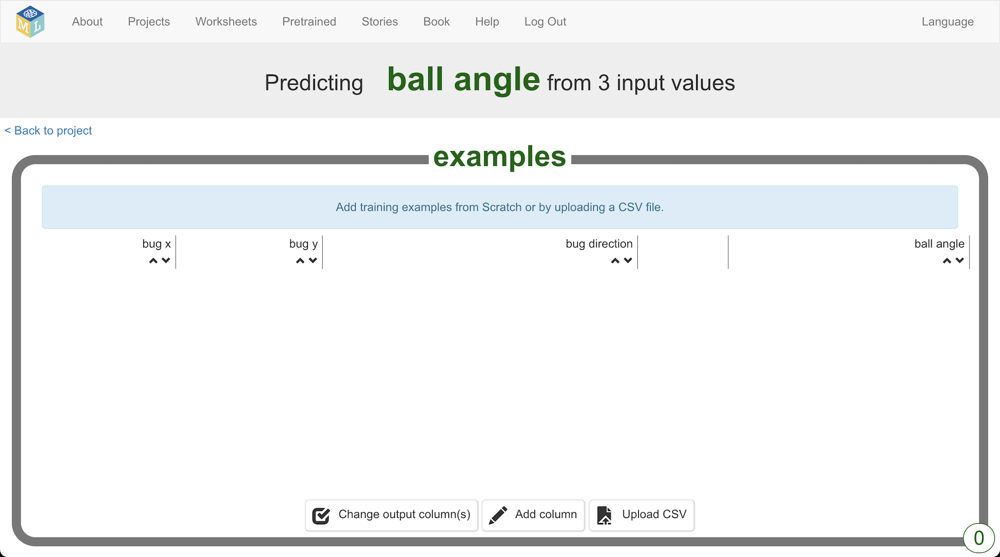 M L
About Projects Worksheets Pretrained Stories Book Help Log Out Language
Predicting ball angle from 3 input values
< Back to project
examples
Add training examples from Scratch or by uploading a CSV file.
bug x bug y bug direction ball angle
Change output column(s) Add column Upload CSV
0